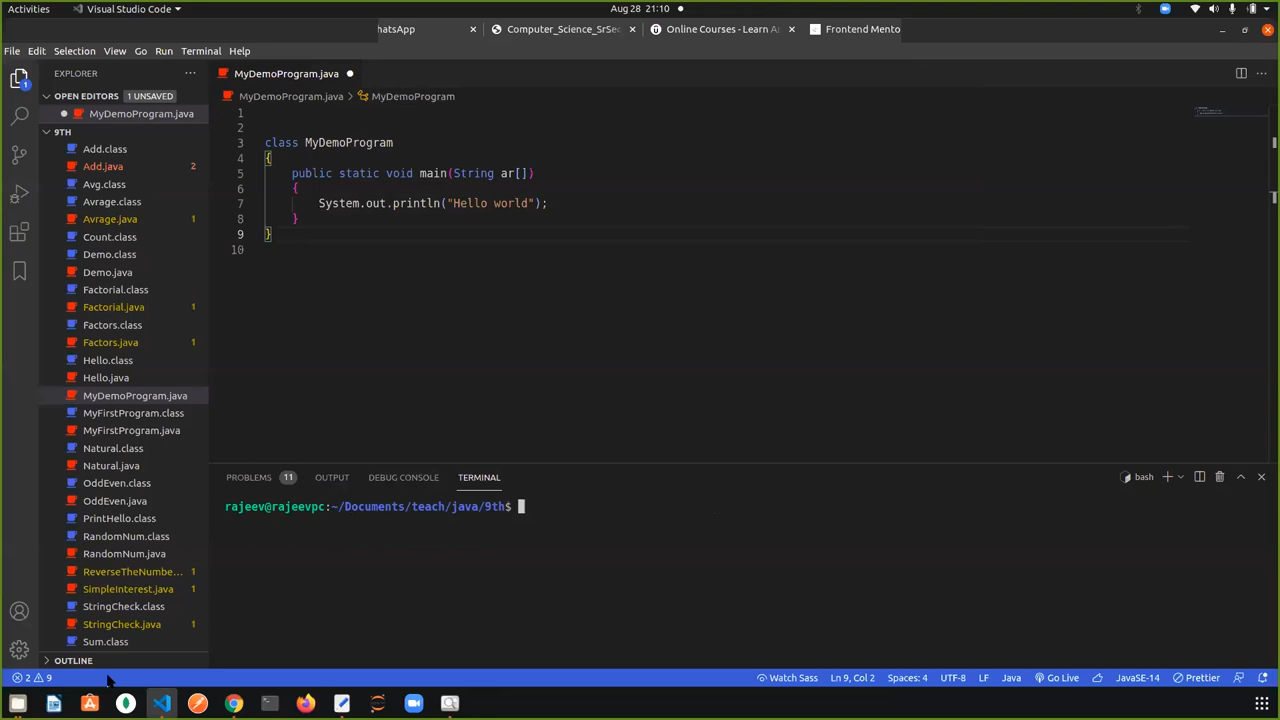 Activities
Visual Studio Code
Aug 28 21:10
hatsApp
Computer_Science_SrSec
Online Courses - Learn A
Frontend Mento
File Edit Selection View Go Run Terminal Help
EXPLORER
MyDemoProgram.java
OPEN EDITORS 1 UNSAVED
MyDemoProgram.java > MyDemoProgram
MyDemoProgram.java
9TH
Add.class
Add.java 2
Avg.class
Avrage.class
Avrage.java 1
Count.class
Demo.class
Demo.java
Factorial.class
Factorial.java 1
Factors.class
Factors.java 1
Hello.class
Hello.java
MyDemoProgram.java
MyFirstProgram.class
MyFirstProgram.java
Natural.class
Natural.java
OddEven.class
OddEven.java
PrintHello.class
RandomNum.class
RandomNum.java
ReverseTheNumbe... 1
SimpleInterest.java 1
StringCheck.class
StringCheck.java 1
Sum.class
OUTLINE
1
2
3 class MyDemoProgram
4 {
5 public static void main(String ar[])
6 {
7 System.out.println("Hello world");
8 }
9 }
10
PROBLEMS 11 OUTPUT DEBUG CONSOLE TERMINAL
bash
rajeev@rajeevpc:~/Documents/teach/java/9th$
2 9
Watch Sass Ln 9, Col 2 Spaces: 4 UTF-8 LF Java Go Live JavaSE-14 Prettier